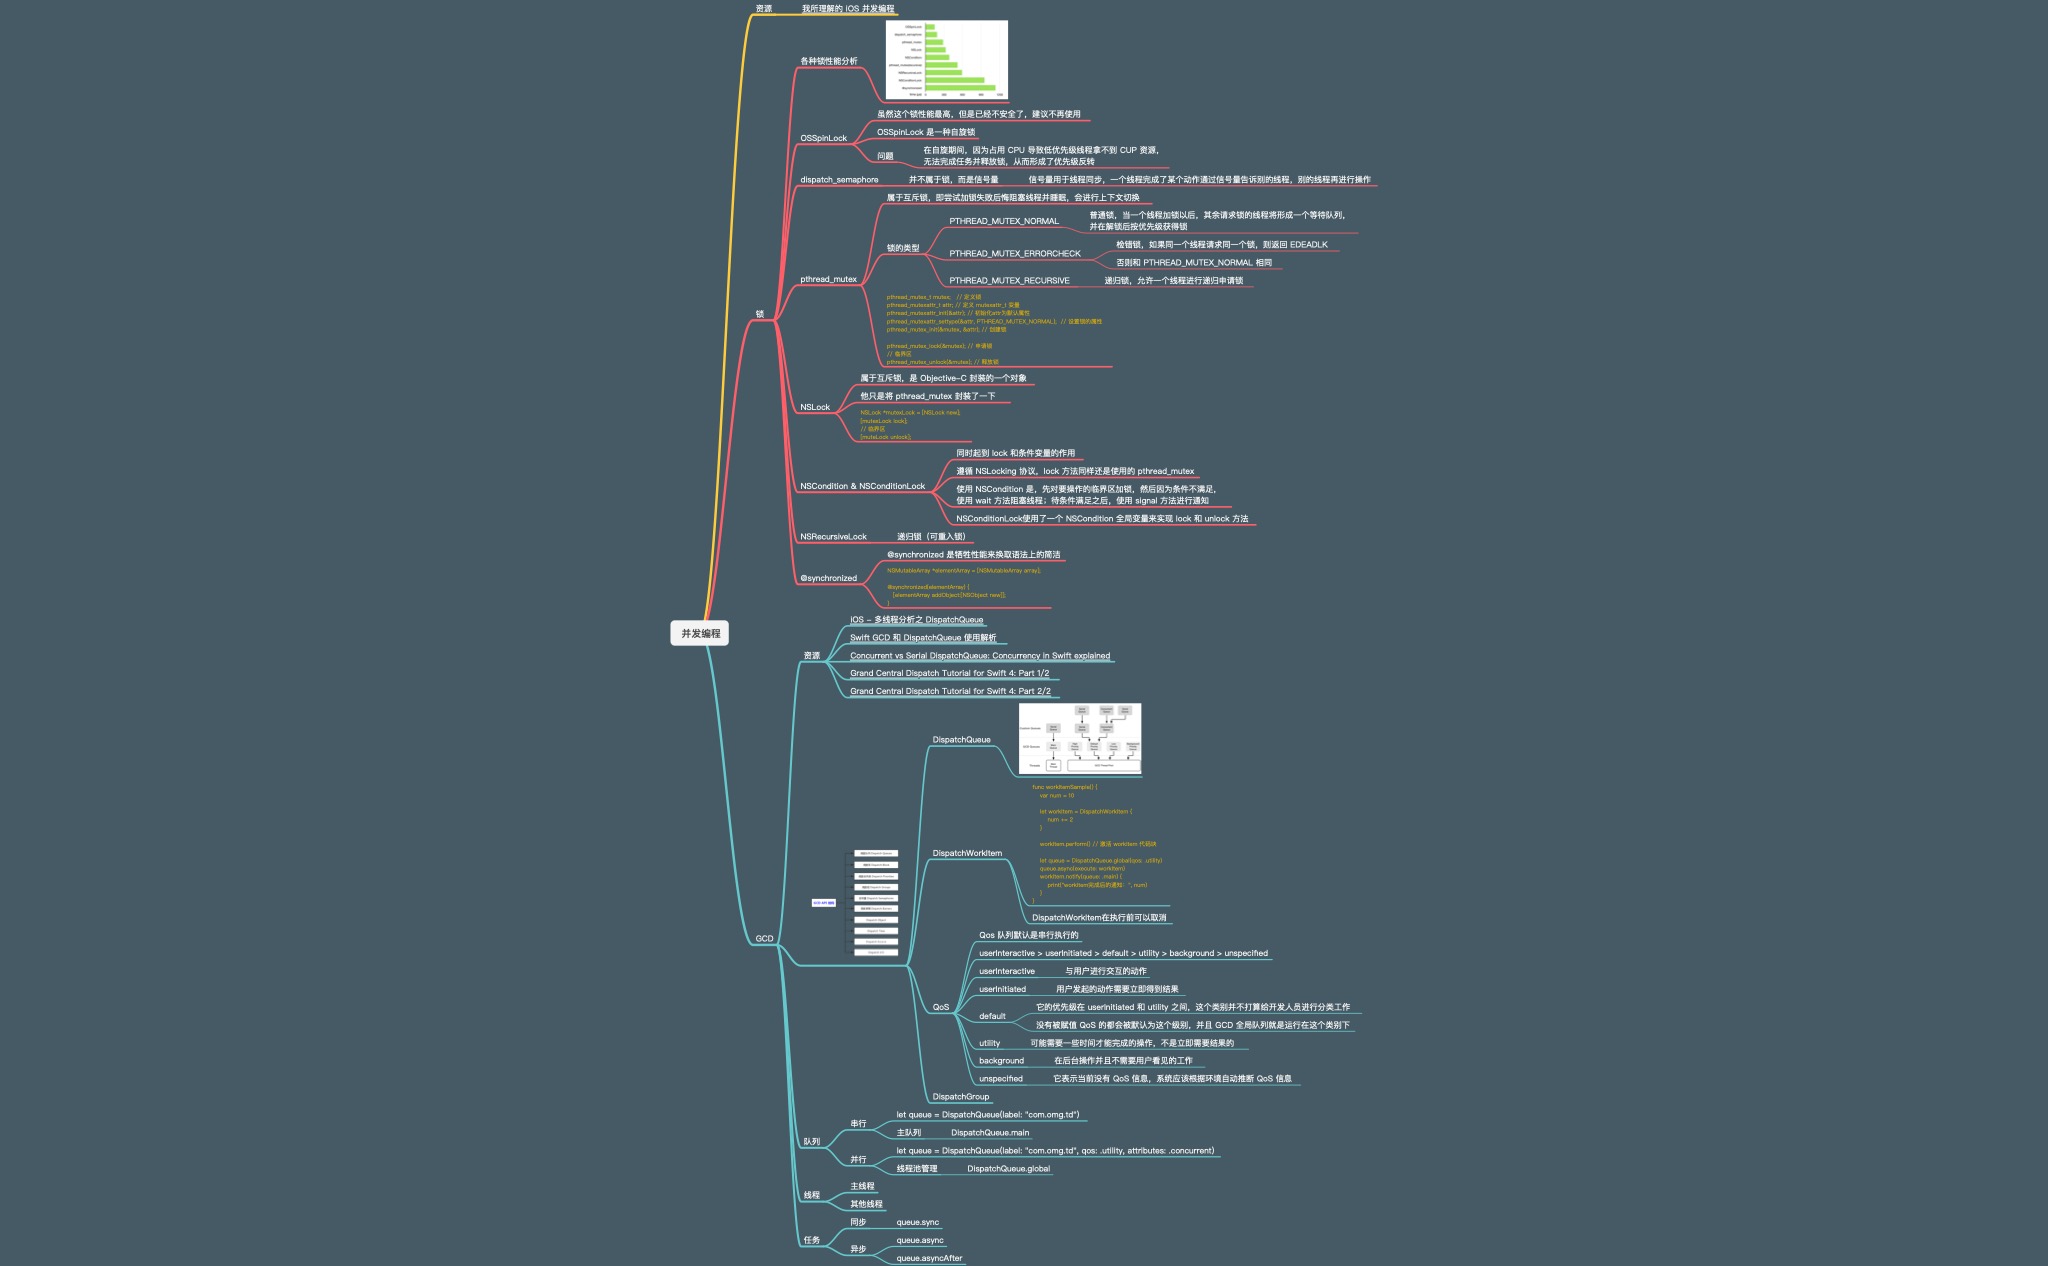 资源
我所理解的 iOS 并发编程
各种锁性能分析
OSSpinLock
虽然这个锁性能最高，但是已经不安全了，建议不再使用
OSSpinLock 是一种自旋锁
问题
在自旋期间，因为占用 CPU 导致低优先级线程拿不到 CUP 资源，
无法完成任务并释放锁，从而形成了优先级反转
dispatch_semaphore
并不属于锁，而是信号量
信号量用于线程同步，一个线程完成了某个动作通过信号量告诉别的线程，别的线程再进行操作
锁
pthread_mutex
属于互斥锁，即尝试加锁失败后悔阻塞线程并睡眠，会进行上下文切换
锁的类型
PTHREAD_MUTEX_NORMAL
普通锁，当一个线程加锁以后，其余请求锁的线程将形成一个等待队列，
并在解锁后按优先级获得锁
PTHREAD_MUTEX_ERRORCHECK
检错锁，如果同一个线程请求同一个锁，则返回 EDEADLK
否则和 PTHREAD_MUTEX_NORMAL 相同
PTHREAD_MUTEX_RECURSIVE
递归锁，允许一个线程进行递归申请锁
pthread_mutex_t mutex;   // 定义锁
pthread_mutexattr_t attr; // 定义 mutexattr_t 变量
pthread_mutexattr_init(&attr); // 初始化attr为默认属性
pthread_mutexattr_settype(&attr, PTHREAD_MUTEX_NORMAL);  // 设置锁的属性
pthread_mutex_init(&mutex, &attr); // 创建锁
pthread_mutex_lock(&mutex); // 申请锁
// 临界区
pthread_mutex_unlock(&mutex); // 释放锁
NSLock
属于互斥锁，是 Objective-C 封装的一个对象
他只是将 pthread_mutex 封装了一下
NSLock *mutexLock = [NSLock new];
[mutexLock lock];
// 临界区
[muteLock unlock];
NSCondition & NSConditionLock
同时起到 lock 和条件变量的作用
遵循 NSLocking 协议，lock 方法同样还是使用的 pthread_mutex
使用 NSCondition 是，先对要操作的临界区加锁，然后因为条件不满足，
使用 wait 方法阻塞线程；待条件满足之后，使用 signal 方法进行通知
NSConditionLock使用了一个 NSCondition 全局变量来实现 lock 和 unlock 方法
NSRecursiveLock
递归锁（可重入锁）
@synchronized
@synchronized 是牺牲性能来换取语法上的简洁
NSMutableArray *elementArray = [NSMutableArray array];
@synchronized(elementArray) {
[elementArray addObject:[NSObject new]];
}
并发编程
资源
iOS - 多线程分析之 DispatchQueue
Swift GCD 和 DispatchQueue 使用解析
Concurrent vs Serial DispatchQueue: Concurrency in Swift explained
Grand Central Dispatch Tutorial for Swift 4: Part 1/2
Grand Central Dispatch Tutorial for Swift 4: Part 2/2
GCD
DispatchQueue
DispatchWorkItem
func workItemSample() {
var num = 10
let workItem = DispatchWorkItem {
num += 2
}
workItem.perform() // 激活 workItem 代码块
let queue = DispatchQueue.global(qos: .utility)
queue.async(execute: workItem)
workItem.notify(queue: .main) {
print("workItem完成后的通知：", num)
}
}
DispatchWorkItem在执行前可以取消
QoS
Qos 队列默认是串行执行的
userInteractive > userInitiated > default > utility > background > unspecified
userInteractive
与用户进行交互的动作
userInitiated
用户发起的动作需要立即得到结果
default
它的优先级在 userInitiated 和 utility 之间，这个类别并不打算给开发人员进行分类工作
没有被赋值 QoS 的都会被默认为这个级别，并且 GCD 全局队列就是运行在这个类别下
utility
可能需要一些时间才能完成的操作，不是立即需要结果的
background
在后台操作并且不需要用户看见的工作
unspecified
它表示当前没有 QoS 信息，系统应该根据环境自动推断 QoS 信息
DispatchGroup
队列
串行
let queue = DispatchQueue(label: "com.omg.td")
主队列
DispatchQueue.main
并行
let queue = DispatchQueue(label: "com.omg.td", qos: .utility, attributes: .concurrent)
线程池管理
DispatchQueue.global
线程
主线程
其他线程
任务
同步
queue.sync
异步
queue.async
queue.asyncAfter